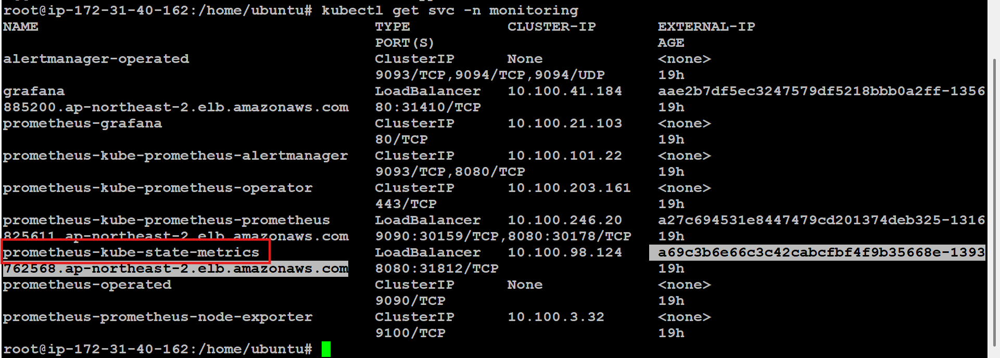 root@ip-172-31-40-162:/home/ubuntu# kubectl get svc -n monitoring
NAME TYPE CLUSTER-IP EXTERNAL-IP
PORT(S) AGE
alertmanager-operated ClusterIP None <none>
9093/TCP,9094/TCP,9094/UDP 19h
grafana LoadBalancer 10.100.41.184 aae2b7df5ec3247579df5218bbb0a2ff-1356
885200.ap-northeast-2.elb.amazonaws.com 80:31410/TCP 19h
prometheus-grafana ClusterIP 10.100.21.103 <none>
80/TCP 19h
prometheus-kube-prometheus-alertmanager ClusterIP 10.100.101.22 <none>
9093/TCP,8080/TCP 19h
prometheus-kube-prometheus-operator ClusterIP 10.100.203.161 <none>
443/TCP 19h
prometheus-kube-prometheus-prometheus LoadBalancer 10.100.246.20 a27c694531e8447479cd201374deb325-1316
825611.ap-northeast-2.elb.amazonaws.com 9090:30159/TCP,8080:30178/TCP 19h
prometheus-kube-state-metrics LoadBalancer 10.100.98.124 a69c3b6e66c3c42cabcfbf4f9b35668e-1393
762568.ap-northeast-2.elb.amazonaws.com 8080:31812/TCP 19h
prometheus-operated ClusterIP None <none>
9090/TCP 19h
prometheus-prometheus-node-exporter ClusterIP 10.100.3.32 <none>
9100/TCP 19h
root@ip-172-31-40-162:/home/ubuntu#